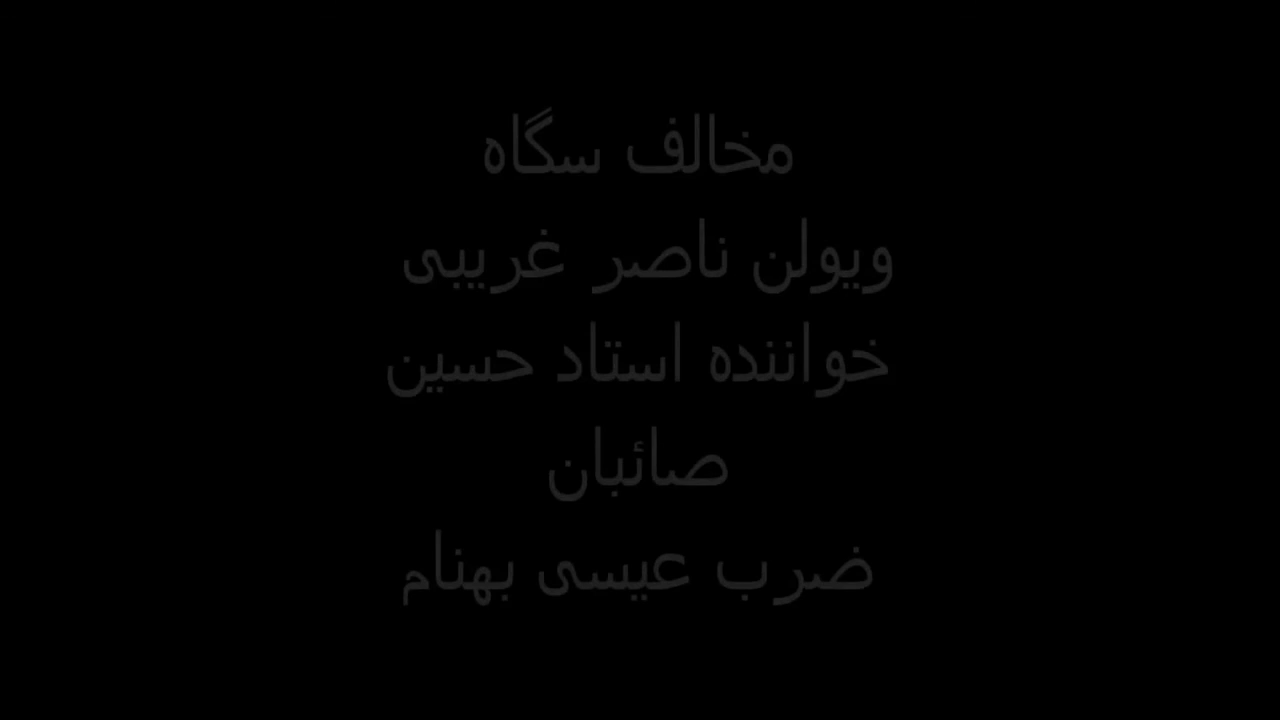 مخالف سگاه
ویولن ناصر غریبی
خواننده استاد حسین
صائبان
ضرب عیسی بهنام